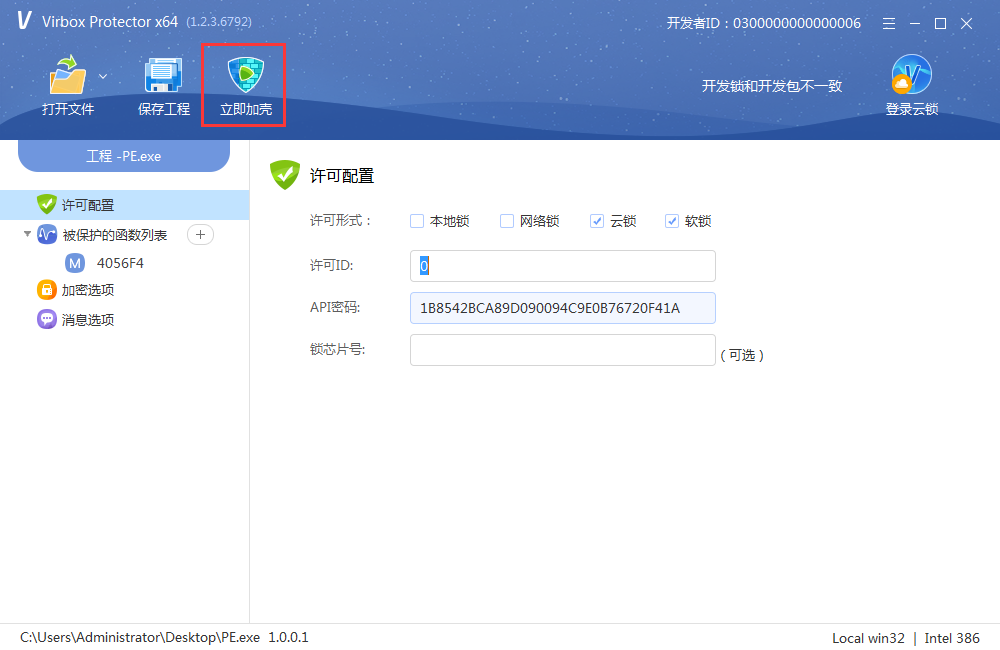 Virbox Protector x64 (1.2.3.6792)
开发者ID：0300000000000006
打开文件
保存工程
立即加壳
开发锁和开发包不一致
登录云锁
工程 -PE.exe
许可配置
被保护的函数列表
M 4056F4
加密选项
消息选项
许可配置
许可形式： 本地锁 网络锁 云锁 软锁
许可ID: 0
API密码: 1B8542BCA89D090094C9E0B76720F41A
锁芯片号: (可选)
C:\Users\Administrator\Desktop\PE.exe 1.0.0.1
Local win32 | Intel 386